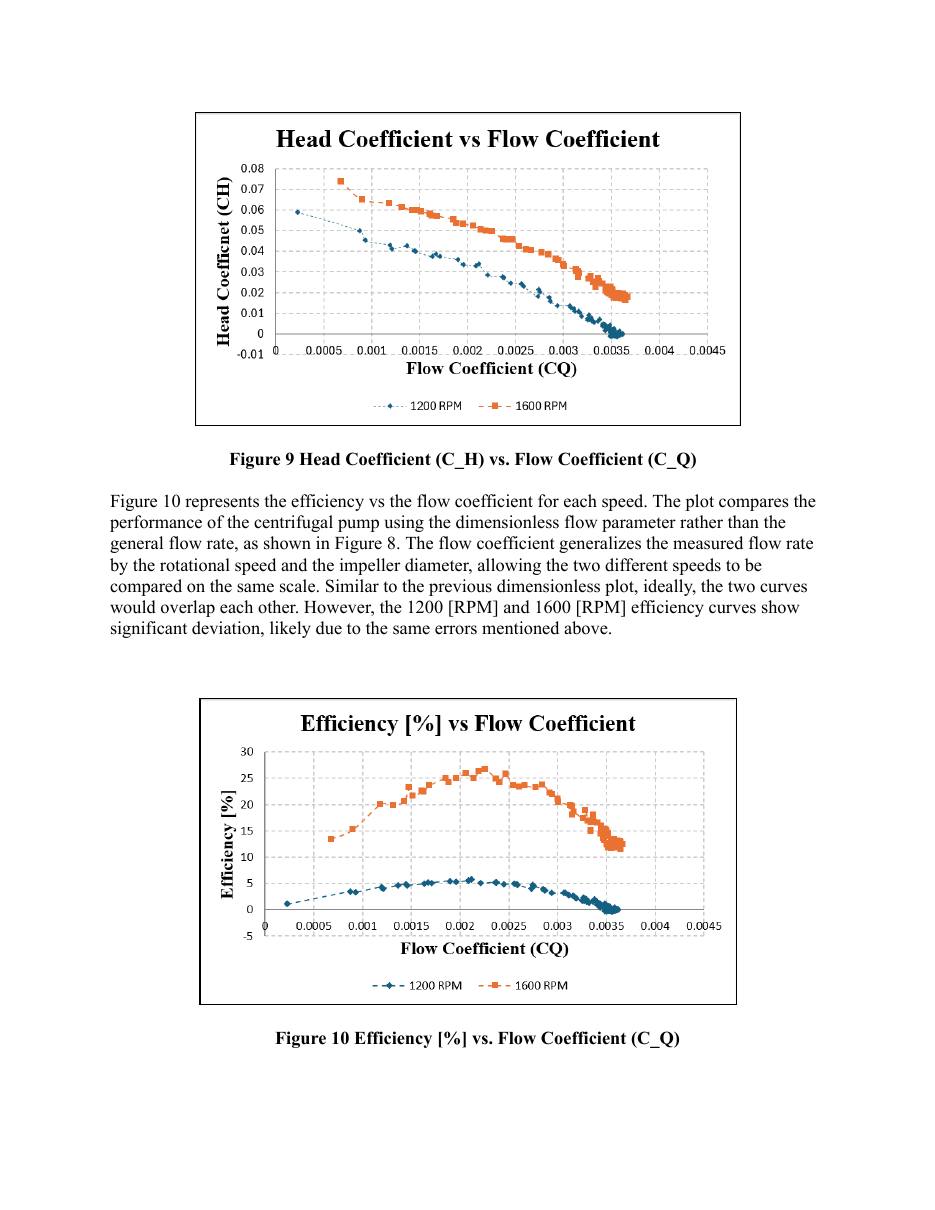 Head Coefficient vs Flow Coefficient
0.08
0.07
0.06
0.05
0.04
0.03
0.02
0.01
0
-0.01
Head Coefficnet (CH)
0 0.0005 0.001 0.0015 0.002 0.0025 0.003 0.0035 0.004 0.0045
Flow Coefficient (CQ)
1200 RPM 1600 RPM
Figure 9 Head Coefficient (C_H) vs. Flow Coefficient (C_Q)
Figure 10 represents the efficiency vs the flow coefficient for each speed. The plot compares the
performance of the centrifugal pump using the dimensionless flow parameter rather than the
general flow rate, as shown in Figure 8. The flow coefficient generalizes the measured flow rate
by the rotational speed and the impeller diameter, allowing the two different speeds to be
compared on the same scale. Similar to the previous dimensionless plot, ideally, the two curves
would overlap each other. However, the 1200 [RPM] and 1600 [RPM] efficiency curves show
significant deviation, likely due to the same errors mentioned above.
Efficiency [%] vs Flow Coefficient
30
25
20
15
10
5
0
-5
Efficiency [%]
0 0.0005 0.001 0.0015 0.002 0.0025 0.003 0.0035 0.004 0.0045
Flow Coefficient (CQ)
1200 RPM 1600 RPM
Figure 10 Efficiency [%] vs. Flow Coefficient (C_Q)